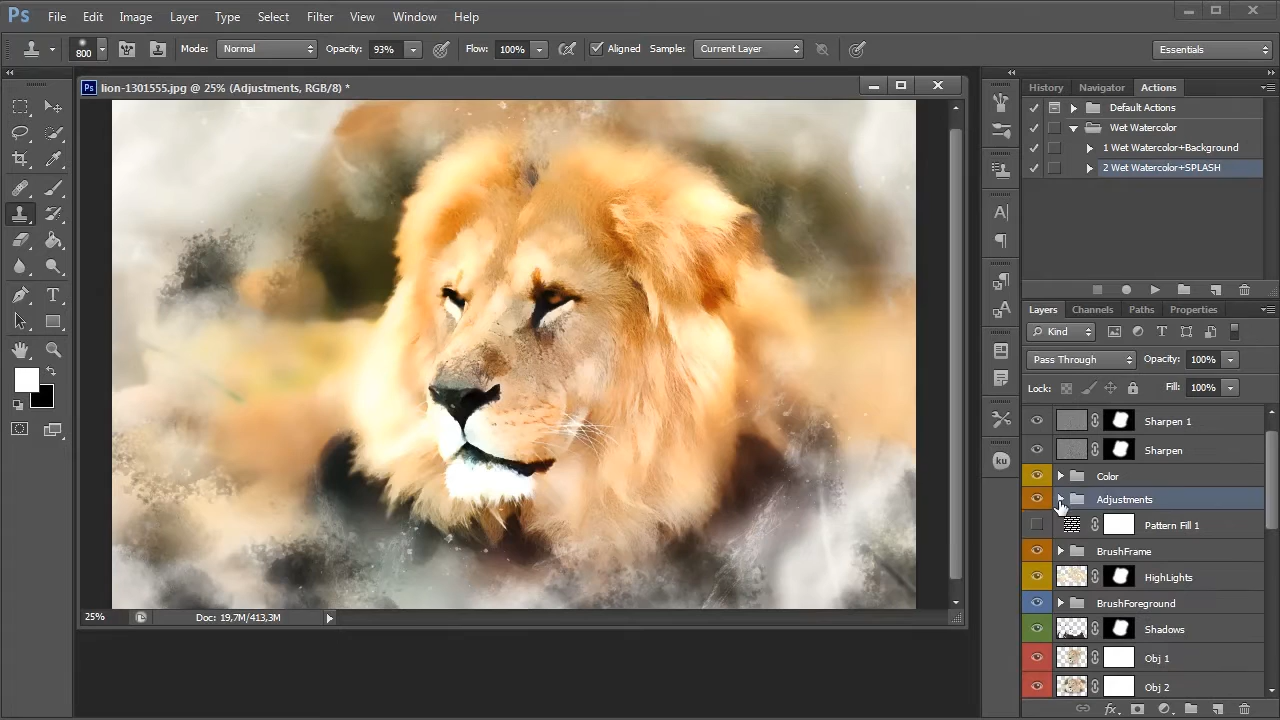 Ps File Edit Image Layer Type Select Filter View Window Help
800 Mode: Normal Opacity: 93% Flow: 100% Aligned Sample: Current Layer Essentials
Ps lion-1301555.jpg @ 25% (Adjustments, RGB/8) *
History Navigator Actions
Default Actions
Wet Watercolor
1 Wet Watercolor+Background
2 Wet Watercolor+SPLASH
Layers Channels Paths Properties
Kind
Pass Through Opacity: 100%
Lock: Fill: 100%
Sharpen 1
Sharpen
Color
Adjustments
Pattern Fill 1
BrushFrame
HighLights
BrushForeground
Shadows
Obj 1
Obj 2
25% Doc: 19,7M/413,3M
ku